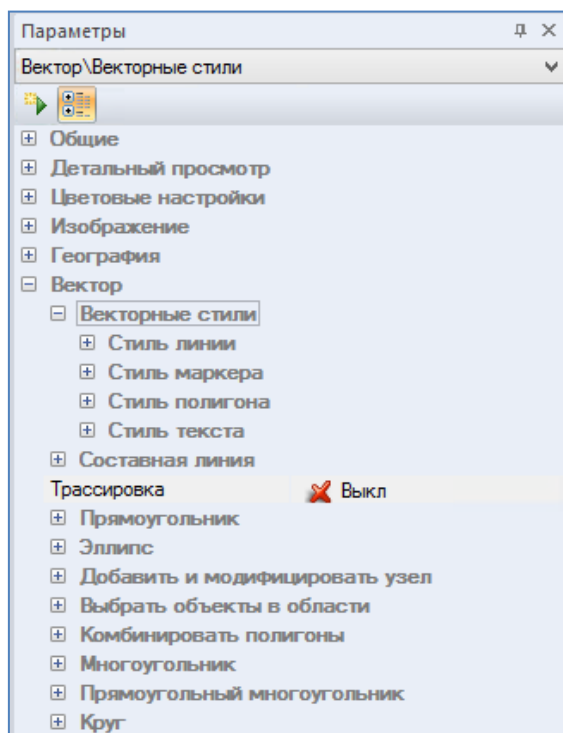 Параметры
Вектор\Векторные стили
Общие
Детальный просмотр
Цветовые настройки
Изображение
География
Вектор
Векторные стили
Стиль линии
Стиль маркера
Стиль полигона
Стиль текста
Составная линия
Трассировка Выкл
Прямоугольник
Эллипс
Добавить и модифицировать узел
Выбрать объекты в области
Комбинировать полигоны
Многоугольник
Прямоугольный многоугольник
Круг